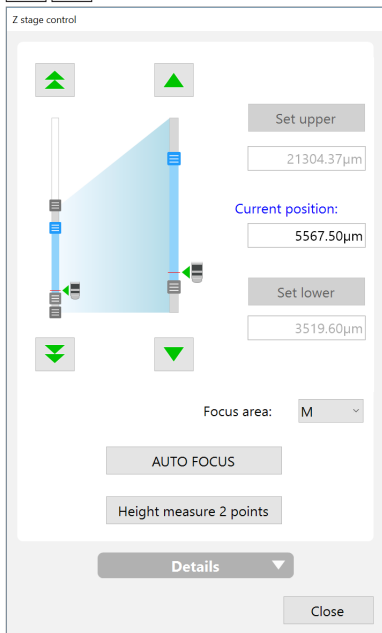 Z stage control
Set upper
21304.37µm
Current position:
5567.50µm
Set lower
3519.60µm
Focus area: M
AUTO FOCUS
Height measure 2 points
Details
Close